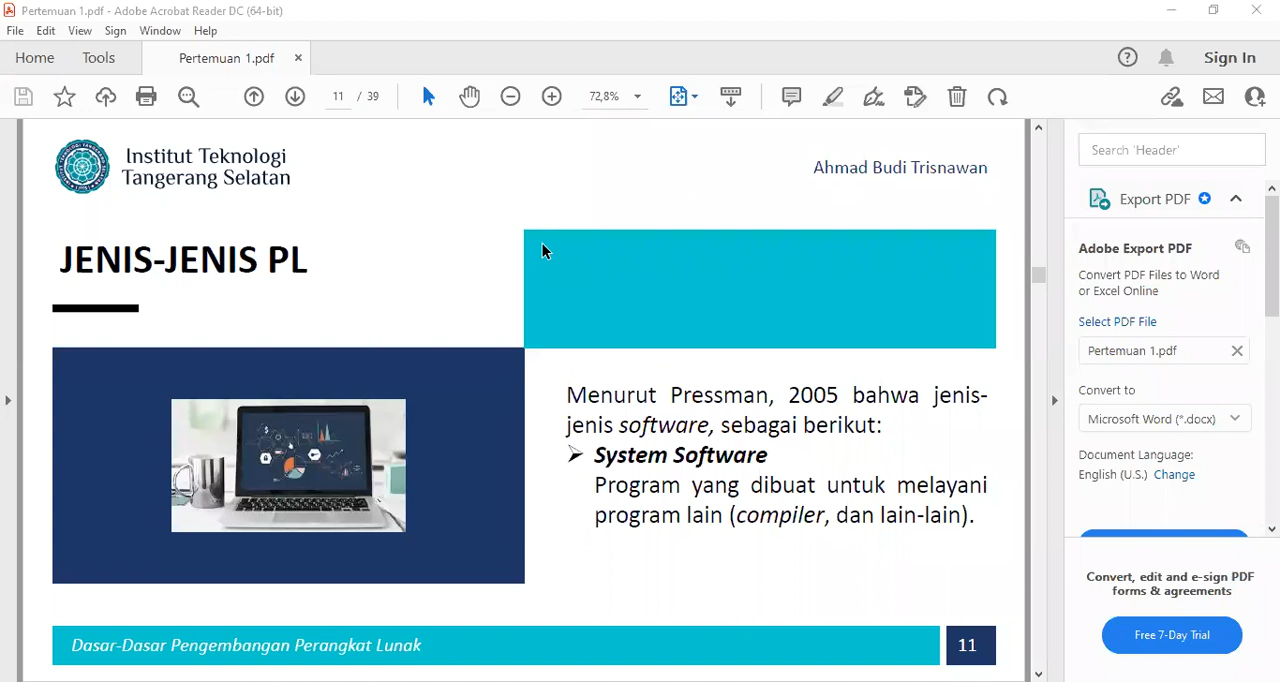 Pertemuan 1.pdf - Adobe Acrobat Reader DC (64-bit)
File Edit View Sign Window Help
Home Tools Pertemuan 1.pdf Sign In
11 / 39 72,8%
Institut Teknologi
Tangerang Selatan
Ahmad Budi Trisnawan
JENIS-JENIS PL
Menurut Pressman, 2005 bahwa jenis-
jenis software, sebagai berikut:
➢ System Software
Program yang dibuat untuk melayani
program lain (compiler, dan lain-lain).
Dasar-Dasar Pengembangan Perangkat Lunak 11
Search 'Header'
Export PDF
Adobe Export PDF
Convert PDF Files to Word
or Excel Online
Select PDF File
Pertemuan 1.pdf
Convert to
Microsoft Word (*.docx)
Document Language:
English (U.S.) Change
Convert, edit and e-sign PDF
forms & agreements
Free 7-Day Trial